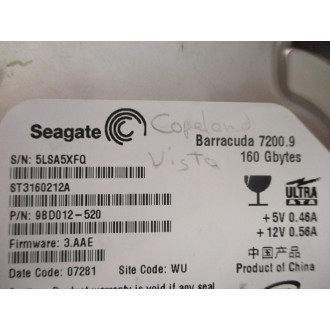 Seagate
Copeland
Vista
Barracuda 7200.9
160 Gbytes
S/N: 5LSA5XFQ
ST3160212A
P/N: 9BD012-520
Firmware: 3.AAE
Date Code: 07281 Site Code: WU
ULTRA
ATA
+5V 0.46A
+12V 0.56A
中国产品
Product of China
Product warranty is void if any seal